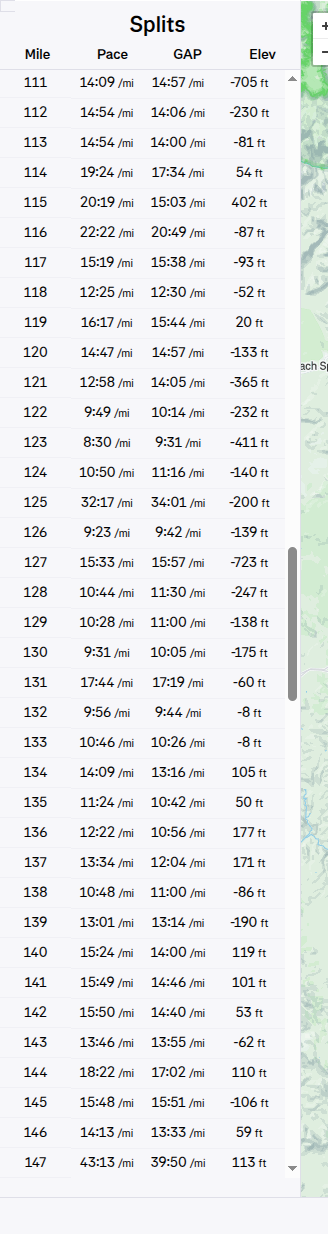 Splits
Mile Pace GAP Elev
111 14:09 /mi 14:57 /mi -705 ft
112 14:54 /mi 14:06 /mi -230 ft
113 14:54 /mi 14:00 /mi -81 ft
114 19:24 /mi 17:34 /mi 54 ft
115 20:19 /mi 15:03 /mi 402 ft
116 22:22 /mi 20:49 /mi -87 ft
117 15:19 /mi 15:38 /mi -93 ft
118 12:25 /mi 12:30 /mi -52 ft
119 16:17 /mi 15:44 /mi 20 ft
120 14:47 /mi 14:57 /mi -133 ft
ach Sp
121 12:58 /mi 14:05 /mi -365 ft
122 9:49 /mi 10:14 /mi -232 ft
123 8:30 /mi 9:31 /mi -411 ft
124 10:50 /mi 11:16 /mi -140 ft
125 32:17 /mi 34:01 /mi -200 ft
126 9:23 /mi 9:42 /mi -139 ft
127 15:33 /mi 15:57 /mi -723 ft
128 10:44 /mi 11:30 /mi -247 ft
129 10:28 /mi 11:00 /mi -138 ft
130 9:31 /mi 10:05 /mi -175 ft
131 17:44 /mi 17:19 /mi -60 ft
132 9:56 /mi 9:44 /mi -8 ft
133 10:46 /mi 10:26 /mi -8 ft
134 14:09 /mi 13:16 /mi 105 ft
135 11:24 /mi 10:42 /mi 50 ft
136 12:22 /mi 10:56 /mi 177 ft
137 13:34 /mi 12:04 /mi 171 ft
138 10:48 /mi 11:00 /mi -86 ft
139 13:01 /mi 13:14 /mi -190 ft
140 15:24 /mi 14:00 /mi 119 ft
141 15:49 /mi 14:46 /mi 101 ft
142 15:50 /mi 14:40 /mi 53 ft
143 13:46 /mi 13:55 /mi -62 ft
144 18:22 /mi 17:02 /mi 110 ft
145 15:48 /mi 15:51 /mi -106 ft
146 14:13 /mi 13:33 /mi 59 ft
147 43:13 /mi 39:50 /mi 113 ft